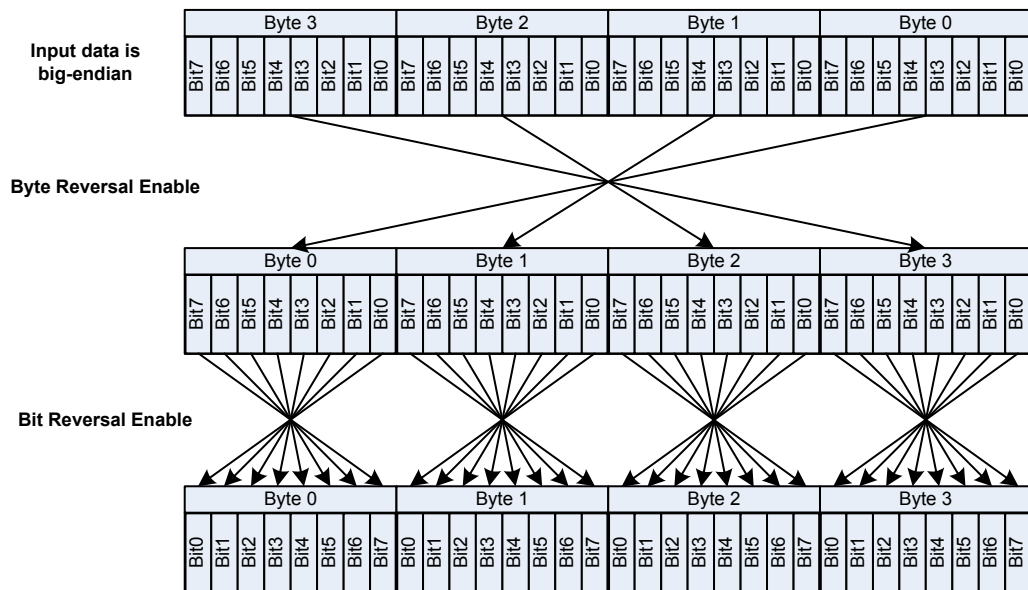 Byte 3 Byte 2 Byte 1 Byte 0
Input data is
big-endian
Bit7 Bit6 Bit5 Bit4 Bit3 Bit2 Bit1 Bit0 Bit7 Bit6 Bit5 Bit4 Bit3 Bit2 Bit1 Bit0 Bit7 Bit6 Bit5 Bit4 Bit3 Bit2 Bit1 Bit0 Bit7 Bit6 Bit5 Bit4 Bit3 Bit2 Bit1 Bit0
Byte Reversal Enable
Byte 0 Byte 1 Byte 2 Byte 3
Bit7 Bit6 Bit5 Bit4 Bit3 Bit2 Bit1 Bit0 Bit7 Bit6 Bit5 Bit4 Bit3 Bit2 Bit1 Bit0 Bit7 Bit6 Bit5 Bit4 Bit3 Bit2 Bit1 Bit0 Bit7 Bit6 Bit5 Bit4 Bit3 Bit2 Bit1 Bit0
Bit Reversal Enable
Byte 0 Byte 1 Byte 2 Byte 3
Bit0 Bit1 Bit2 Bit3 Bit4 Bit5 Bit6 Bit7 Bit0 Bit1 Bit2 Bit3 Bit4 Bit5 Bit6 Bit7 Bit0 Bit1 Bit2 Bit3 Bit4 Bit5 Bit6 Bit7 Bit0 Bit1 Bit2 Bit3 Bit4 Bit5 Bit6 Bit7